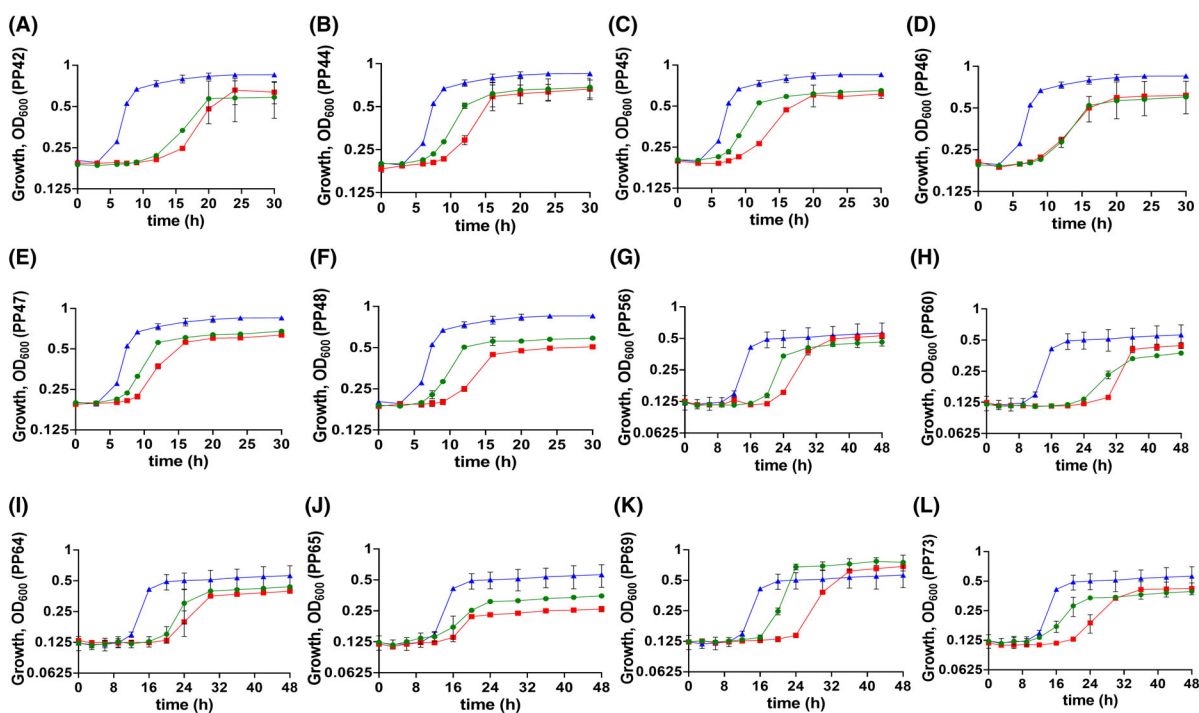 (A)
Growth, OD600 (PP42)
1
0.5
0.25
0.125
0 5 10 15 20 25 30
time (h)
(B)
Growth, OD600 (PP44)
1
0.5
0.25
0.125
0 5 10 15 20 25 30
time (h)
(C)
Growth, OD600 (PP45)
1
0.5
0.25
0.125
0 5 10 15 20 25 30
time (h)
(D)
Growth, OD600 (PP46)
1
0.5
0.25
0.125
0 5 10 15 20 25 30
time (h)
(E)
Growth, OD600 (PP47)
1
0.5
0.25
0.125
0 5 10 15 20 25 30
time (h)
(F)
Growth, OD600 (PP48)
1
0.5
0.25
0.125
0 5 10 15 20 25 30
time (h)
(G)
Growth, OD600 (PP56)
1
0.5
0.25
0.125
0.0625
0 4 8 12 16 20 24 28 32 36 40 44 48
time (h)
(H)
Growth, OD600 (PP60)
1
0.5
0.25
0.125
0.0625
0 4 8 12 16 20 24 28 32 36 40 44 48
time (h)
(I)
Growth, OD600 (PP64)
1
0.5
0.25
0.125
0.0625
0 8 16 24 32 40 48
time (h)
(J)
Growth, OD600 (PP65)
1
0.5
0.25
0.125
0.0625
0 8 16 24 32 40 48
time (h)
(K)
Growth, OD600 (PP69)
1
0.5
0.25
0.125
0.0625
0 8 16 24 32 40 48
time (h)
(L)
Growth, OD600 (PP73)
1
0.5
0.25
0.125
0.0625
0 8 16 24 32 40 48
time (h)